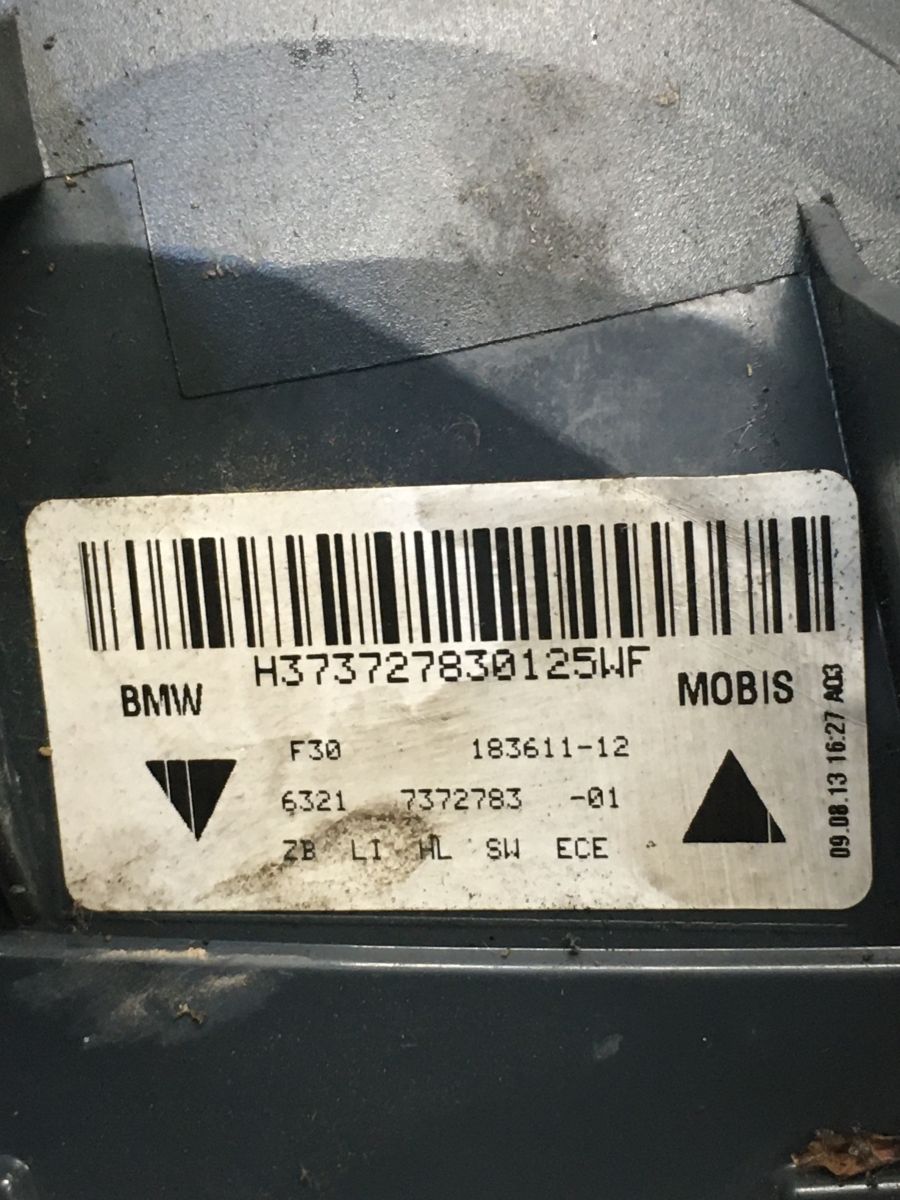 H373727830125WF
BMW
MOBIS
F30 183611-12
6321 7372783 -01
ZB LI HL SW ECE
09.08.13 16:27 A03